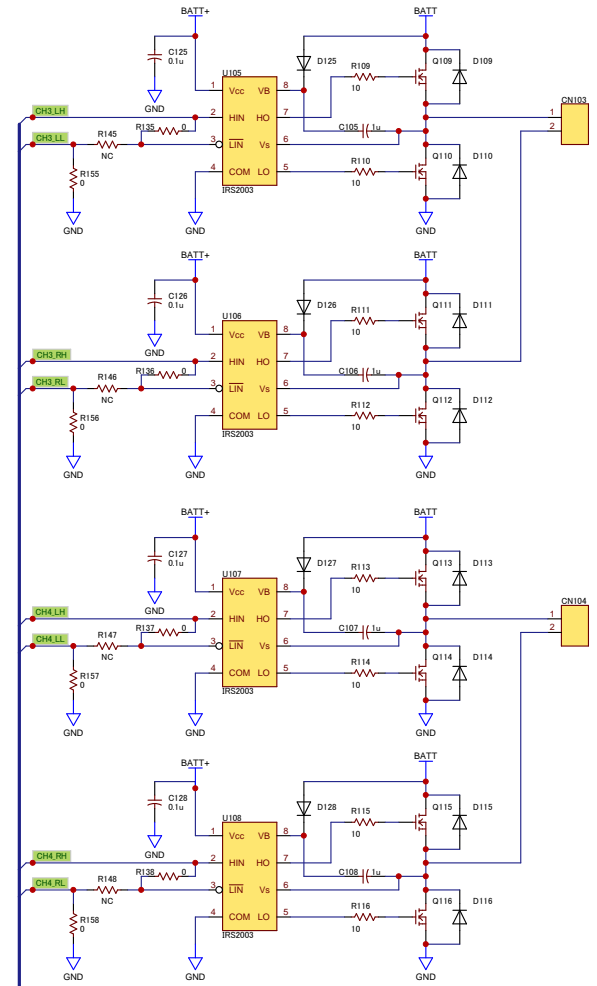 BATT+
BATT
C125
0.1u
GND
U105
D125
R109
10
Q109
D109
CN103
1 Vcc VB 8
CH3_LH
2 HIN HO 7
R135 0
C105 1u
1
2
CH3_LL
R145
NC
3 LIN Vs 6
R110
10
Q110
D110
R155
0
4 COM LO 5
IRS2003
GND
GND
GND
BATT+
BATT
C126
0.1u
GND
U106
D126
R111
10
Q111
D111
1 Vcc VB 8
CH3_RH
2 HIN HO 7
R136 0
C106 1u
CH3_RL
R146
NC
3 LIN Vs 6
R112
10
Q112
D112
R156
0
4 COM LO 5
IRS2003
GND
GND
GND
BATT+
BATT
C127
0.1u
GND
U107
D127
R113
10
Q113
D113
CN104
1 Vcc VB 8
CH4_LH
2 HIN HO 7
R137 0
C107 1u
1
2
CH4_LL
R147
NC
3 LIN Vs 6
R114
10
Q114
D114
R157
0
4 COM LO 5
IRS2003
GND
GND
GND
BATT+
BATT
C128
0.1u
GND
U108
D128
R115
10
Q115
D115
1 Vcc VB 8
CH4_RH
2 HIN HO 7
R138 0
C108 1u
CH4_RL
R148
NC
3 LIN Vs 6
R116
10
Q116
D116
R158
0
4 COM LO 5
IRS2003
GND
GND
GND